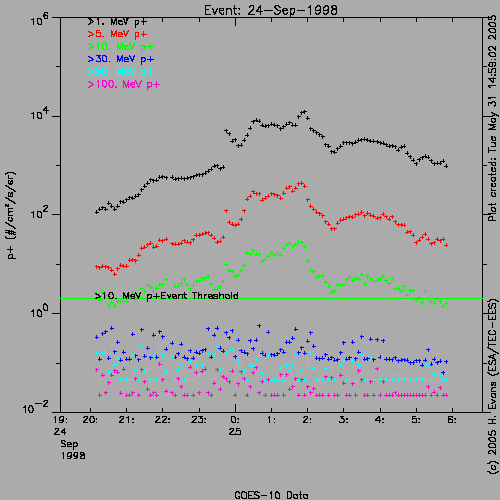 Event: 24-Sep-1998
10^6
>1. MeV p+
>5. MeV p+
>10. MeV p+
>30. MeV p+
>100. MeV p+
10^4
10^2
10^0
10^-2
p+ (#/cm²/s/sr)
>10. MeV p+Event Threshold
19: 20: 21: 22: 23: 0: 1: 2: 3: 4: 5: 6:
24 25
Sep
1998
GOES-10 Data
Plot created: Tue May 31 14:59:02 2005
(c) 2005 H. Evans (ESA/TEC-EES)